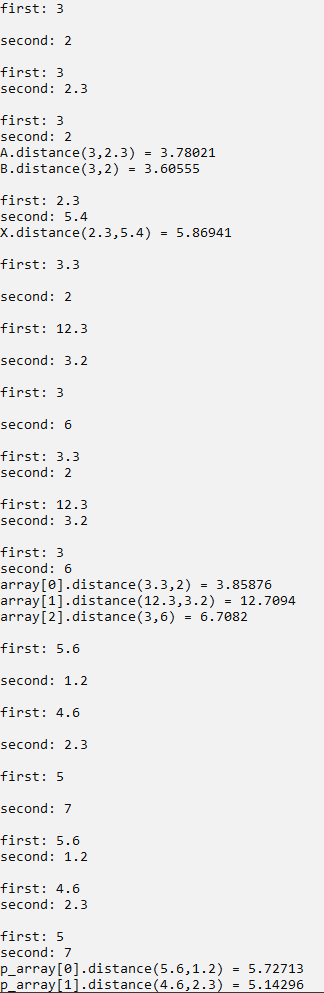 first: 3
second: 2
first: 3
second: 2.3
first: 3
second: 2
A.distance(3,2.3) = 3.78021
B.distance(3,2) = 3.60555
first: 2.3
second: 5.4
X.distance(2.3,5.4) = 5.86941
first: 3.3
second: 2
first: 12.3
second: 3.2
first: 3
second: 6
first: 3.3
second: 2
first: 12.3
second: 3.2
first: 3
second: 6
array[0].distance(3.3,2) = 3.85876
array[1].distance(12.3,3.2) = 12.7094
array[2].distance(3,6) = 6.7082
first: 5.6
second: 1.2
first: 4.6
second: 2.3
first: 5
second: 7
first: 5.6
second: 1.2
first: 4.6
second: 2.3
first: 5
second: 7
p_array[0].distance(5.6,1.2) = 5.72713
p_array[1].distance(4.6,2.3) = 5.14296